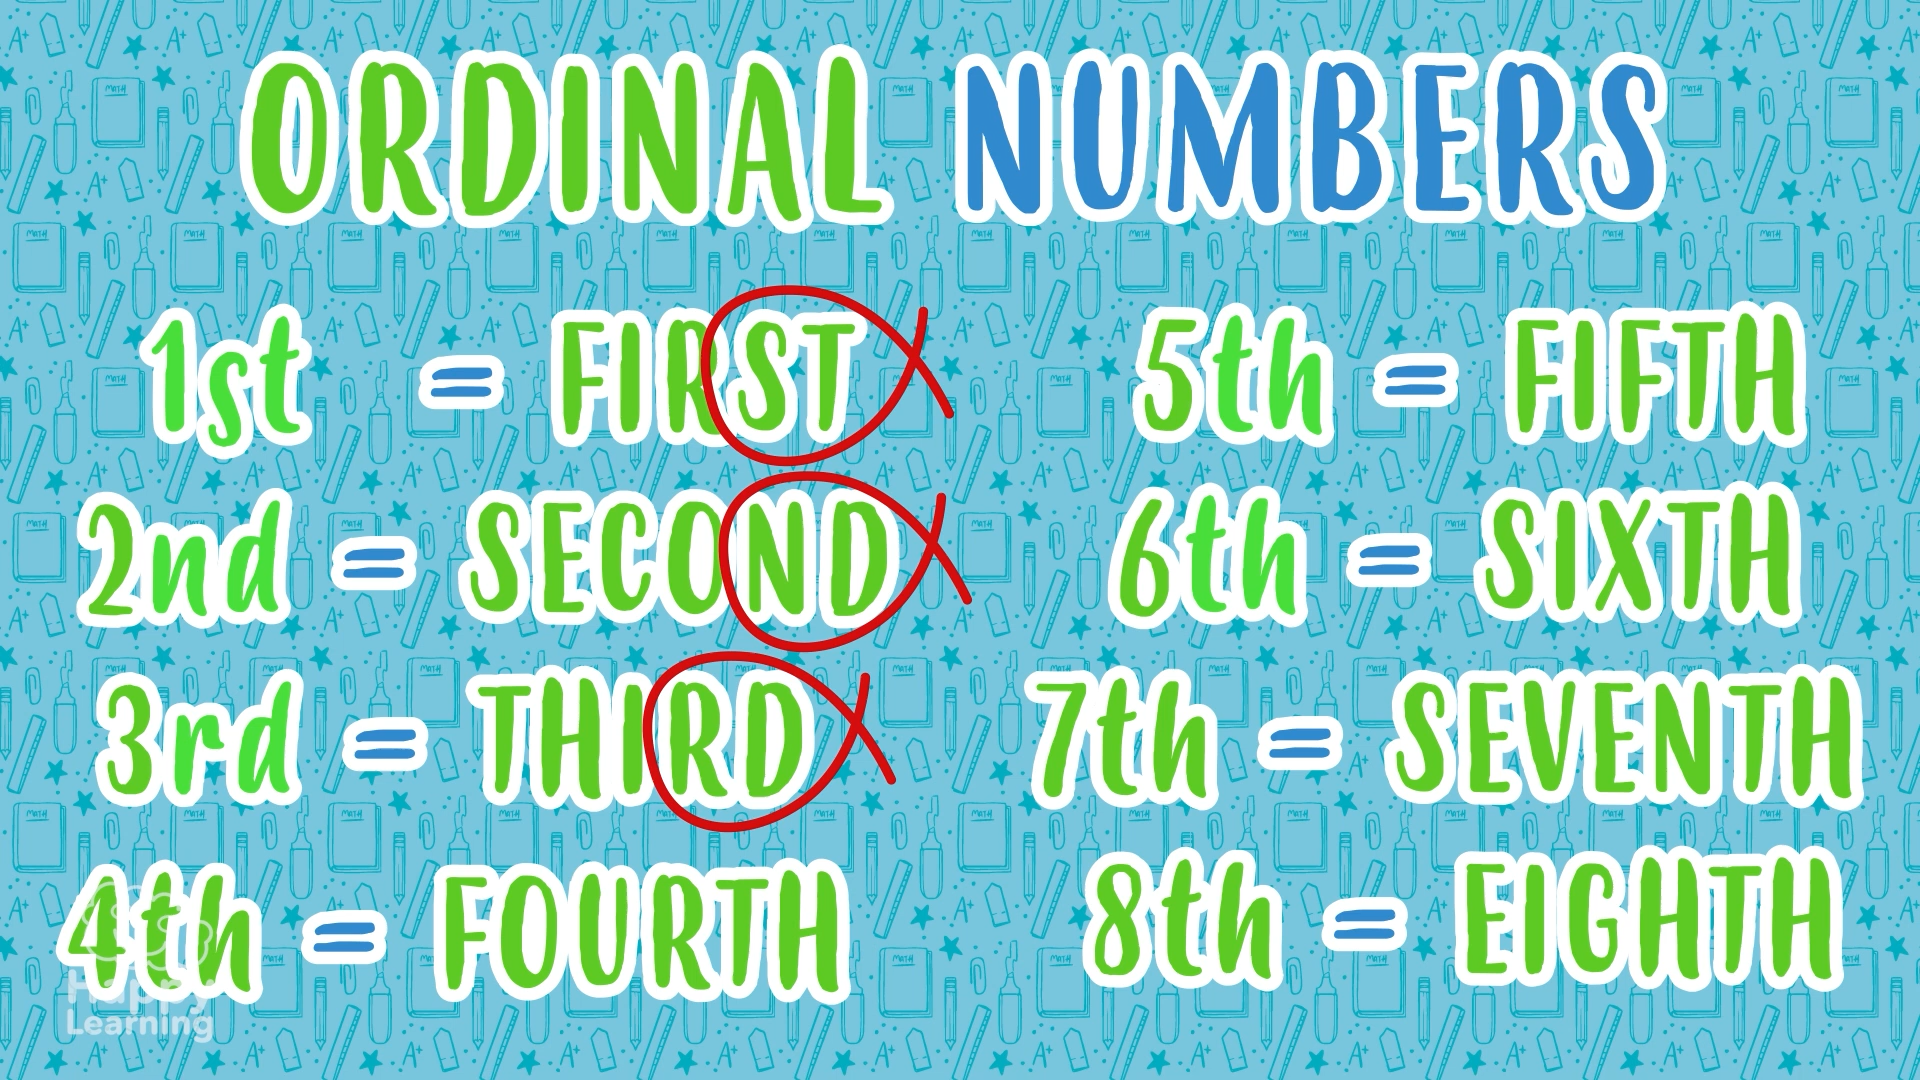 ORDINAL NUMBERS
1st = FIRST
2nd = SECOND
3rd = THIRD
4th = FOURTH
5th = FIFTH
6th = SIXTH
7th = SEVENTH
8th = EIGHTH
Happy
Learning